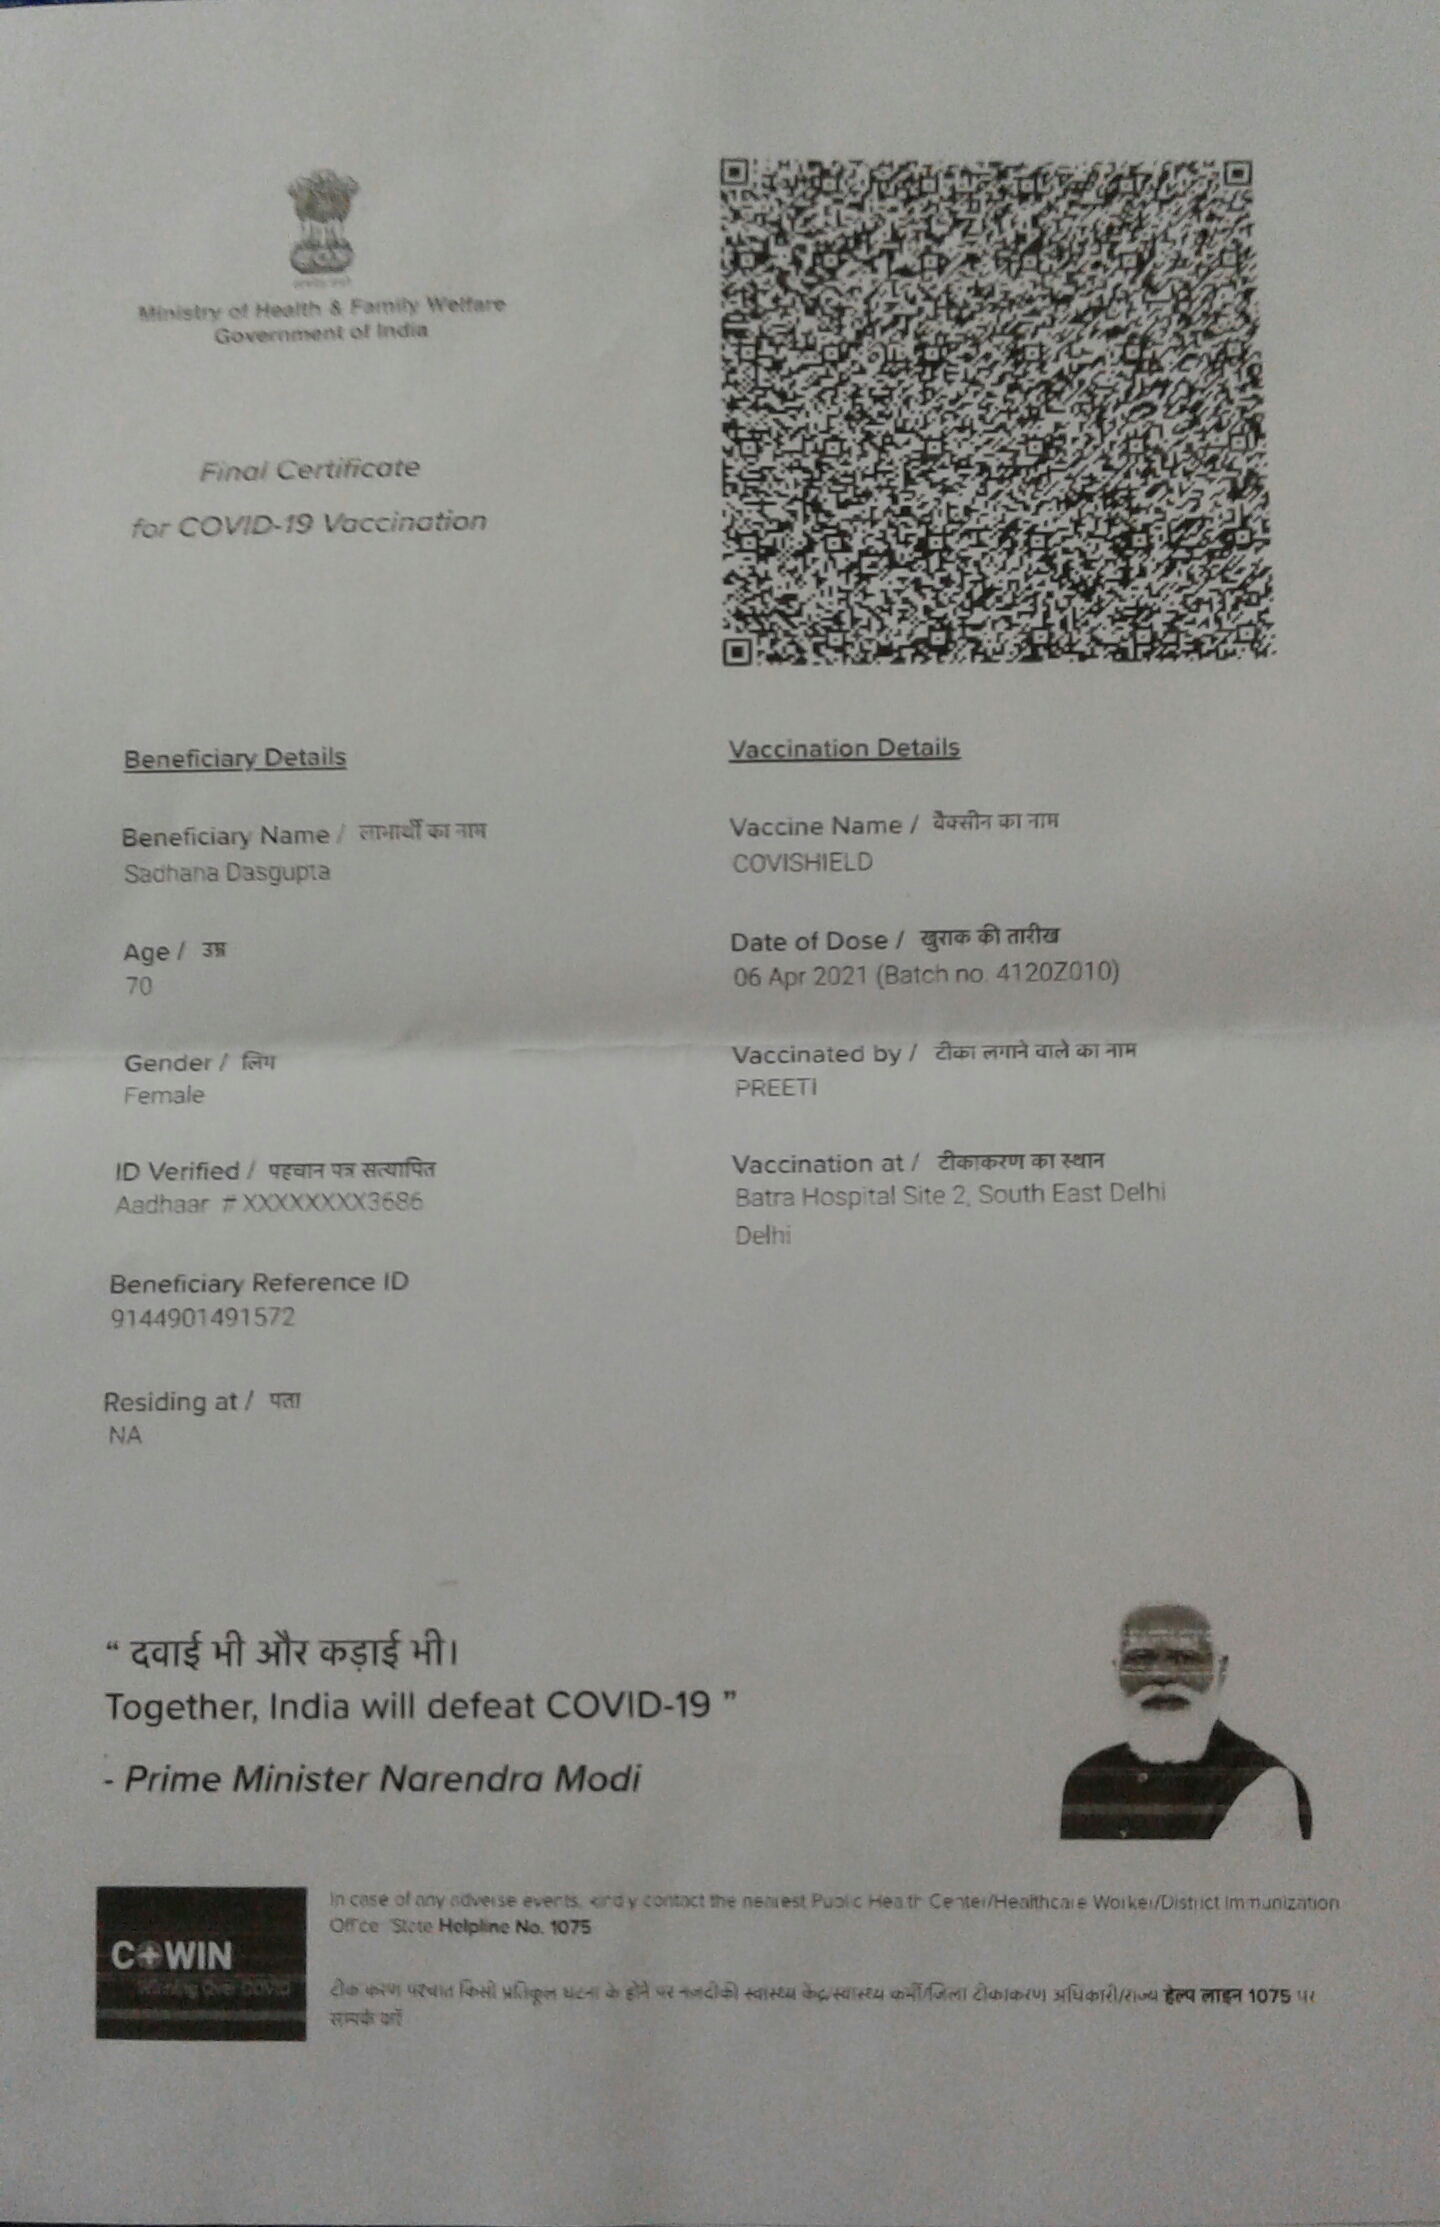 Ministry of Health & Family Welfare
Government of India
Final Certificate
for COVID-19 Vaccination
Beneficiary Details
Beneficiary Name / लाभार्थी का नाम
Sadhana Dasgupta
Age / उम्र
70
Gender / लिंग
Female
ID Verified / पहचान पत्र सत्यापित
Aadhaar # XXXXXXXX3686
Beneficiary Reference ID
9144901491572
Residing at / पता
NA
Vaccination Details
Vaccine Name / वैक्सीन का नाम
COVISHIELD
Date of Dose / खुराक की तारीख
06 Apr 2021 (Batch no. 4120Z010)
Vaccinated by / टीका लगाने वाले का नाम
PREETI
Vaccination at / टीकाकरण का स्थान
Batra Hospital Site 2, South East Delhi
Delhi
“ दवाई भी और कड़ाई भी।
Together, India will defeat COVID-19 ”
- Prime Minister Narendra Modi
COWIN
Winning Over COVID
In case of any adverse events, kindly contact the nearest Public Health Center/Healthcare Worker/District Immunization
Office State Helpline No. 1075
टीकाकरण पश्चात किसी प्रतिकूल घटना के होने पर नजदीकी स्वास्थ्य केंद्र/स्वास्थ्य कर्मी/जिला टीकाकरण अधिकारी/राज्य हेल्प लाइन 1075 पर
सम्पर्क करें